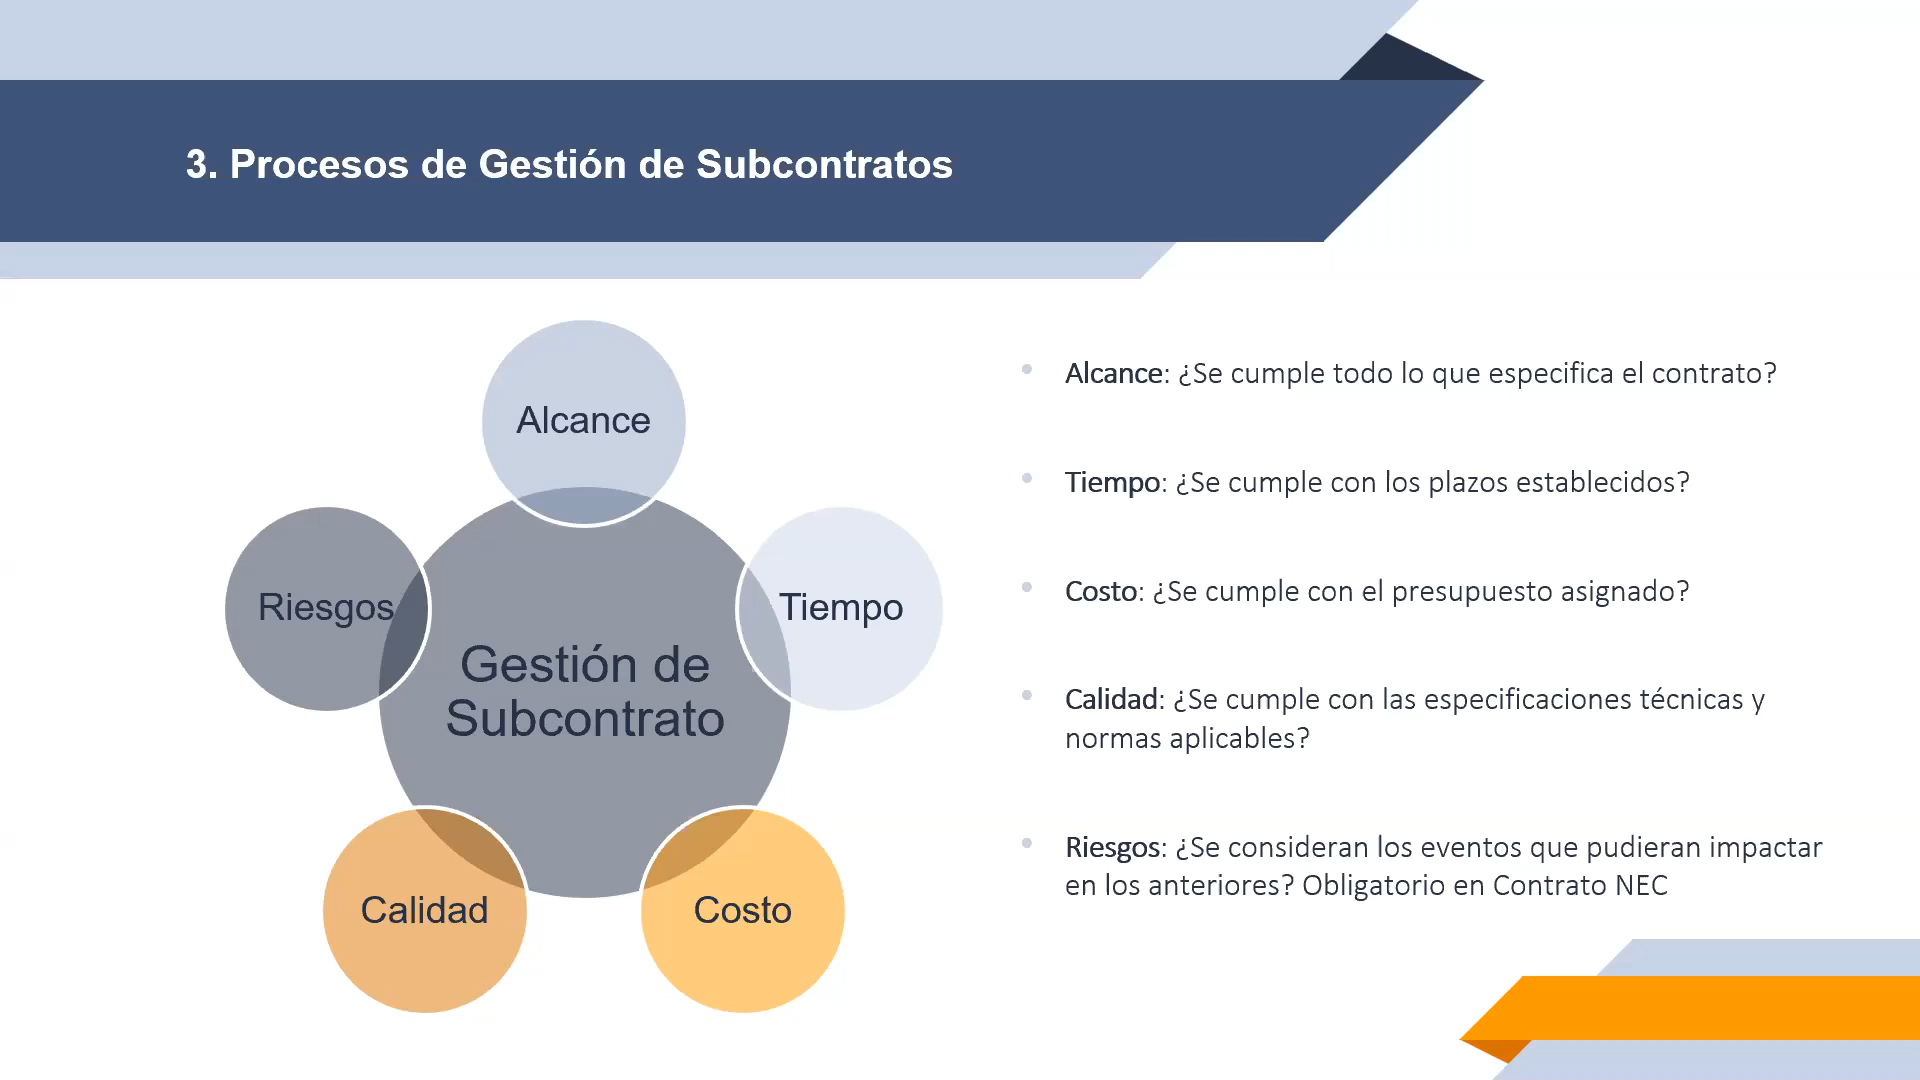 3. Procesos de Gestión de Subcontratos
Alcance
Riesgos
Tiempo
Gestión de
Subcontrato
Calidad
Costo
Alcance: ¿Se cumple todo lo que especifica el contrato?
Tiempo: ¿Se cumple con los plazos establecidos?
Costo: ¿Se cumple con el presupuesto asignado?
Calidad: ¿Se cumple con las especificaciones técnicas y
normas aplicables?
Riesgos: ¿Se consideran los eventos que pudieran impactar
en los anteriores? Obligatorio en Contrato NEC